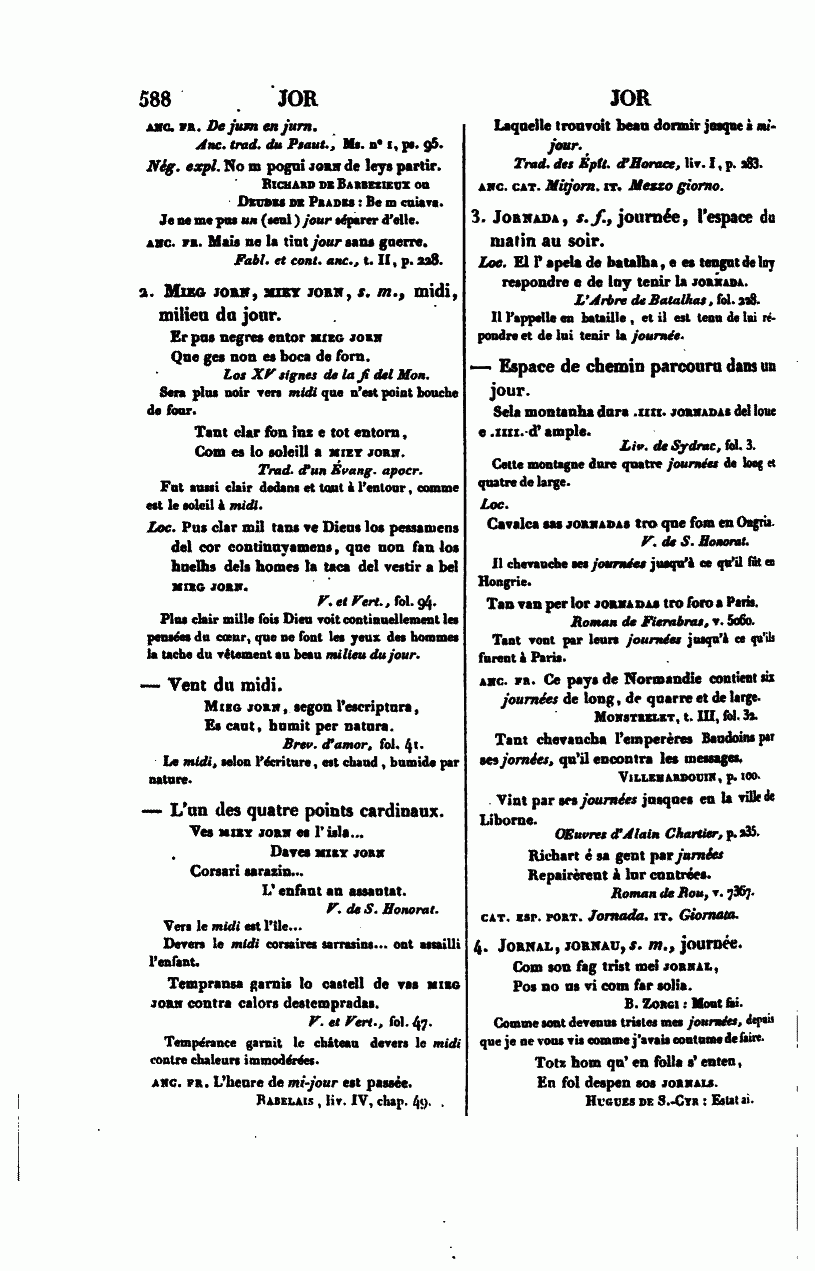 588 JOR JOR
ANC. FR. De jurn en jurn.
Anc. trad. du Psaut., Ms. n° 1, ps. 95.
Nég. expl. No m pogui JORN de leys partir.
RICHARD DE BARBEZIEUX ou
DEUDES DE PRADES : Be m cuiava.
Je ne me pus un (seul) jour séparer d'elle.
ANC. FR. Mais ne la tint jour sans guerre.
Fabl. et cont. anc., t. II, p. 228.
2. MIEG JORN, MIEY JORN, s. m., midi,
milieu du jour.
Er pus negres entor MIEG JORN
Que ges non es boca de forn.
Los XV signes de la fi del Mon.
Sera plus noir vers midi que n'est point bouche
de four.
Tant clar fon inz e tot entorn,
Com es lo soleill a MIEY JORN.
Trad. d'un Évang. apocr.
Fut aussi clair dedans et tout à l'entour, comme
est le soleil à midi.
Loc. Pus clar mil tans ve Dieus los pessamens
del cor continuyamens, que non fan los
huelhs dels homes la taca del vestir a bel
MIEG JORN.
V. et Vert., fol. 94.
Plus clair mille fois Dieu voit continuellement les
pensées du cœur, que ne font les yeux des hommes
la tache du vêtement au beau milieu du jour.
— Vent du midi.
MIEG JORN, segon l'escriptura,
Es caut, humit per natura.
Brev. d'amor, fol. 41.
Le midi, selon l'écriture, est chaud, humide par
nature.
— L'un des quatre points cardinaux.
Ves MIEY JORN es l'isla...
Daves MIEY JORN
Corsari sarazin...
L'enfant an assautat.
V. de S. Honorat.
Vers le midi est l'île...
Devers le midi corsaires sarrasins... ont assailli
l'enfant.
Tempransa garnis lo castell de vas MIEG
JORN contra calors destempradas.
V. et Vert., fol. 47.
Tempérance garnit le château devers le midi
contre chaleurs immodérées.
ANC. FR. L'heure de mi-jour est passée.
RABELAIS, liv. IV, chap. 49.
Laquelle trouvoit beau dormir jusque à mi-
jour.
Trad. des Épît. d'Horace, liv. I, p. 283.
ANC. CAT. Mitjorn. IT. Mezzo giorno.
3. JORNADA, s. f., journée, l'espace du
matin au soir.
Loc. El l' apela de batalha, e es tengut de luy
respondre e de luy tenir la JORNADA.
L'Arbre de Batalhas, fol. 228.
Il l'appelle en bataille, et il est tenu de lui ré-
pondre et de lui tenir la journée.
— Espace de chemin parcouru dans un
jour.
Sela montanha dura .IIII. JORNADAS del lonc
e .IIII. d' ample.
Liv. de Sydrac, fol. 3.
Cette montagne dure quatre journées de long et
quatre de large.
Loc.
Cavalca sas JORNADAS tro que fom en Ongria.
V. de S. Honorat.
Il chevauche ses journées jusqu'à ce qu'il fût en
Hongrie.
Tan van per lor JORNADAS tro foro a Paris.
Roman de Fierabras, v. 5060.
Tant vont par leurs journées jusqu'à ce qu'ils
furent à Paris.
ANC. FR. Ce pays de Normandie contient six
journées de long, de quarre et de large.
MONSTRELET, t. III, fol. 32.
Tant chevaucha l'emperères Baudoins par
ses jornées, qu'il encontra les messages.
VILLEHARDOUIN, p. 100.
Vint par ses journées jusques en la ville de
Liborne.
Œuvres d'Alain Chartier, p. 235.
Richart é sa gent par jurnées
Repairèrent à lur contrées.
Roman de Rou, v. 7367.
CAT. ESP. PORT. Jornada. IT. Giornata.
4. JORNAL, JORNAU, s. m., journée.
Com son fag trist mei JORNAL,
Pos no us vi com far solia.
B. ZORGI : Mout fai.
Comme sont devenus tristes mes journées, depuis
que je ne vous vis comme j'avais coutume de faire.
Totz hom qu' en folla s' enten,
En fol despen sos JORNALS.
HUGUES DE S.-CYR : Estat ai.